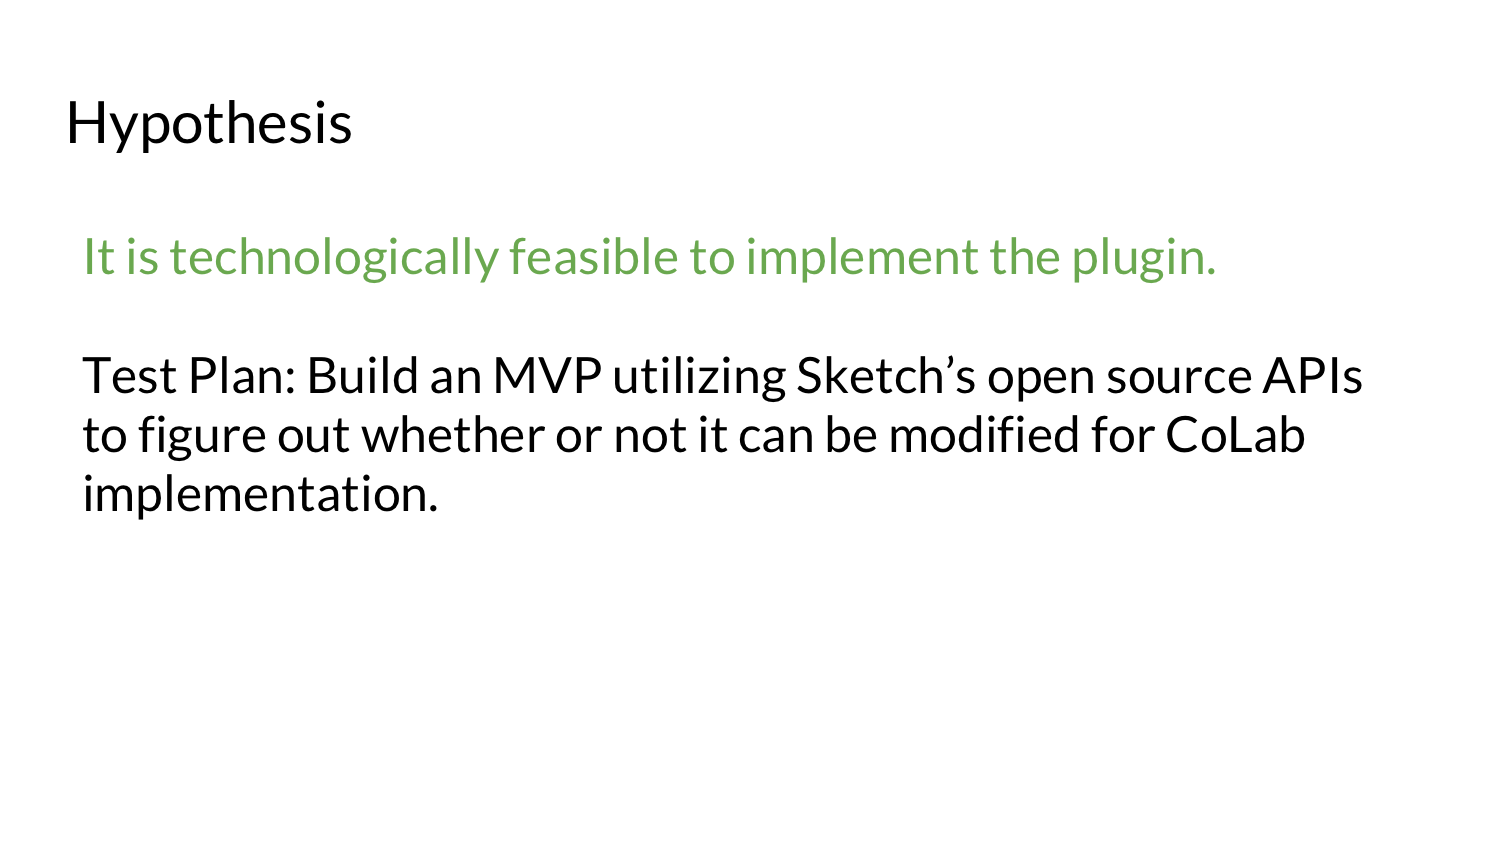 Hypothesis
It is technologically feasible to implement the plugin.
Test Plan: Build an MVP utilizing Sketch’s open source APIs
to figure out whether or not it can be modified for CoLab
implementation.